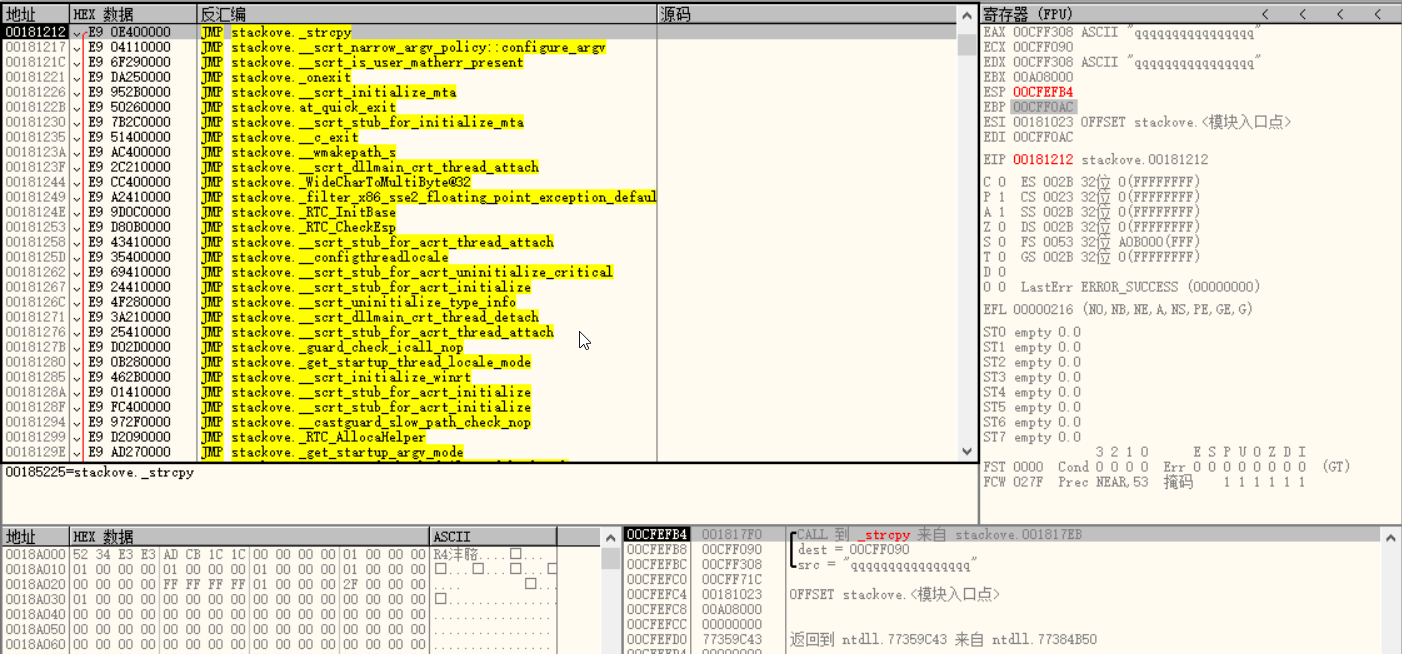 地址 HEX 数据 反汇编 源码
00181212 E9 0E400000 JMP stackove._strcpy
00181217 E9 04110000 JMP stackove.__scrt_narrow_argv_policy::configure_argv
0018121C E9 6F290000 JMP stackove.__scrt_is_user_matherr_present
00181221 E9 DA250000 JMP stackove._onexit
00181226 E9 952B0000 JMP stackove.__scrt_initialize_mta
0018122B E9 50260000 JMP stackove.at_quick_exit
00181230 E9 7B2C0000 JMP stackove.__scrt_stub_for_initialize_mta
00181235 E9 51400000 JMP stackove.__c_exit
0018123A E9 AC400000 JMP stackove.__wmakepath_s
0018123F E9 2C210000 JMP stackove.__scrt_dllmain_crt_thread_attach
00181244 E9 CC400000 JMP stackove._WideCharToMultiByte@32
00181249 E9 A2410000 JMP stackove._filter_x86_sse2_floating_point_exception_defaul
0018124E E9 9D0C0000 JMP stackove._RTC_InitBase
00181253 E9 D80B0000 JMP stackove._RTC_CheckEsp
00181258 E9 43410000 JMP stackove.__scrt_stub_for_acrt_thread_attach
0018125D E9 35400000 JMP stackove.__configthreadlocale
00181262 E9 69410000 JMP stackove.__scrt_stub_for_acrt_uninitialize_critical
00181267 E9 24410000 JMP stackove.__scrt_stub_for_acrt_initialize
0018126C E9 4F280000 JMP stackove.__scrt_uninitialize_type_info
00181271 E9 3A210000 JMP stackove.__scrt_dllmain_crt_thread_detach
00181276 E9 25410000 JMP stackove.__scrt_stub_for_acrt_thread_attach
0018127B E9 D02D0000 JMP stackove._guard_check_icall_nop
00181280 E9 0B280000 JMP stackove._get_startup_thread_locale_mode
00181285 E9 462B0000 JMP stackove.__scrt_initialize_winrt
0018128A E9 01410000 JMP stackove.__scrt_stub_for_acrt_initialize
0018128F E9 FC400000 JMP stackove.__scrt_stub_for_acrt_initialize
00181294 E9 972F0000 JMP stackove.__castguard_slow_path_check_nop
00181299 E9 D2090000 JMP stackove._RTC_AllocaHelper
0018129E E9 AD270000 JMP stackove._get_startup_argv_mode
00185225=stackove._strcpy
寄存器 (FPU) < < < <
EAX 00CFF308 ASCII "qqqqqqqqqqqqqqqq"
ECX 00CFF090
EDX 00CFF308 ASCII "qqqqqqqqqqqqqqqq"
EBX 00A08000
ESP 00CFEFB4
EBP 00CFF0AC
ESI 00181023 OFFSET stackove.<模块入口点>
EDI 00CFF0AC
EIP 00181212 stackove.00181212
C 0 ES 002B 32位 0(FFFFFFFF)
P 1 CS 0023 32位 0(FFFFFFFF)
A 1 SS 002B 32位 0(FFFFFFFF)
Z 0 DS 002B 32位 0(FFFFFFFF)
S 0 FS 0053 32位 A0B000(FFF)
T 0 GS 002B 32位 0(FFFFFFFF)
D 0
O 0 LastErr ERROR_SUCCESS (00000000)
EFL 00000216 (NO,NB,NE,A,NS,PE,GE,G)
ST0 empty 0.0
ST1 empty 0.0
ST2 empty 0.0
ST3 empty 0.0
ST4 empty 0.0
ST5 empty 0.0
ST6 empty 0.0
ST7 empty 0.0
3 2 1 0 E S P U O Z D I
FST 0000 Cond 0 0 0 0 Err 0 0 0 0 0 0 0 0 (GT)
FCW 027F Prec NEAR,53 掩码 1 1 1 1 1 1
地址 HEX 数据 ASCII
0018A000 52 34 E3 E3 AD CB 1C 1C 00 00 00 00 01 00 00 00
0018A010 01 00 00 00 01 00 00 00 01 00 00 00 01 00 00 00
0018A020 00 00 00 00 FF FF FF FF 01 00 00 00 2F 00 00 00
0018A030 01 00 00 00 00 00 00 00 00 00 00 00 00 00 00 00
0018A040 00 00 00 00 00 00 00 00 00 00 00 00 00 00 00 00
0018A050 00 00 00 00 00 00 00 00 00 00 00 00 00 00 00 00
0018A060 00 00 00 00 00 00 00 00 00 00 00 00 00 00 00 00
00CFEFB4 001817F0 CALL 到 _strcpy 来自 stackove.001817EB
00CFEFB8 00CFF090 dest = 00CFF090
00CFEFBC 00CFF308 src = "qqqqqqqqqqqqqqqq"
00CFEFC0 00CFF71C
00CFEFC4 00181023 OFFSET stackove.<模块入口点>
00CFEFC8 00A08000
00CFEFCC 00000000
00CFEFD0 77359C43 返回到 ntdll.77359C43 来自 ntdll.77384B50